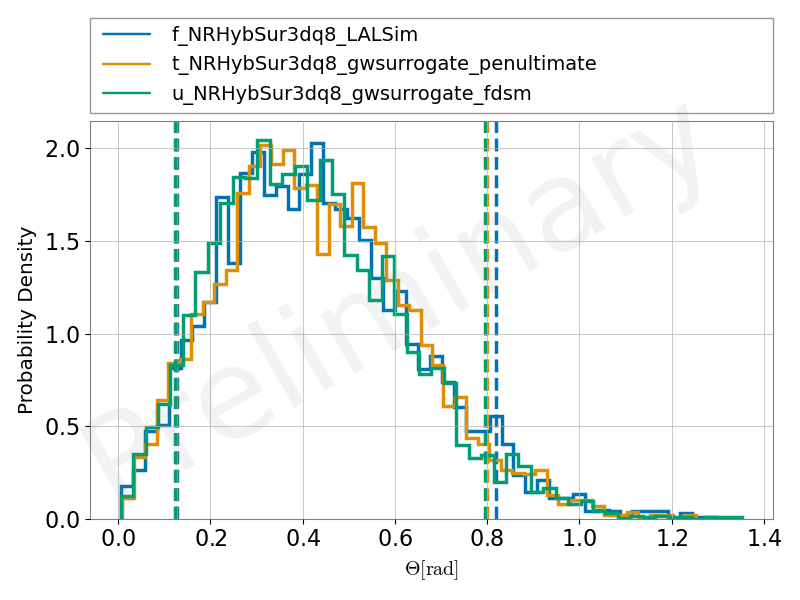 f_NRHybSur3dq8_LALSim
t_NRHybSur3dq8_gwsurrogate_penultimate
u_NRHybSur3dq8_gwsurrogate_fdsm
Preliminary
Probability Density
2.0
1.5
1.0
0.5
0.0
0.0 0.2 0.4 0.6 0.8 1.0 1.2 1.4
Θ[rad]